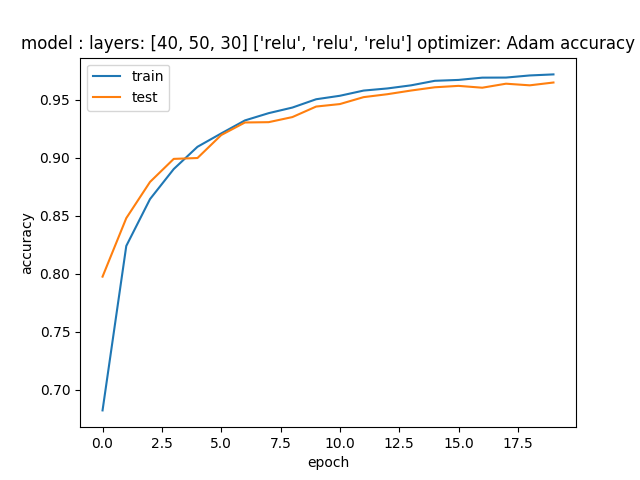 model : layers: [40, 50, 30] ['relu', 'relu', 'relu'] optimizer: Adam accuracy
train
test
accuracy
0.95
0.90
0.85
0.80
0.75
0.70
0.0 2.5 5.0 7.5 10.0 12.5 15.0 17.5
epoch